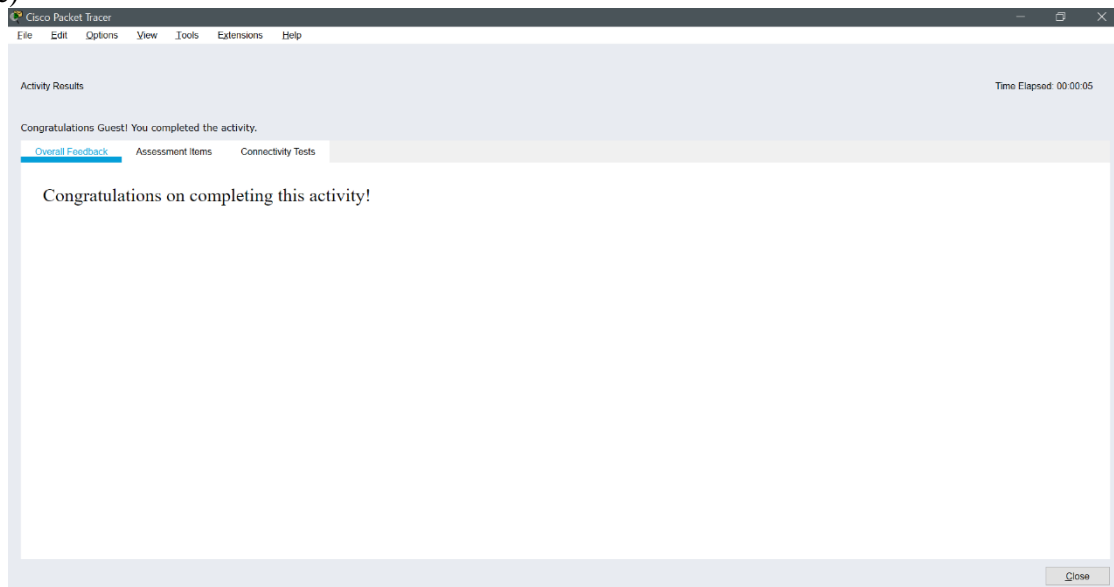 Cisco Packet Tracer
File Edit Options View Tools Extensions Help
Activity Results Time Elapsed: 00:00:05
Congratulations Guest! You completed the activity.
Overall Feedback Assessment Items Connectivity Tests
Congratulations on completing this activity!
Close